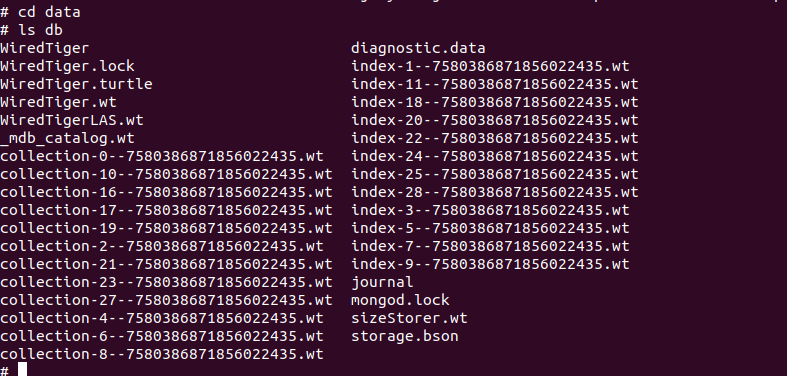 # cd data
# ls db
WiredTiger diagnostic.data
WiredTiger.lock index-1--7580386871856022435.wt
WiredTiger.turtle index-11--7580386871856022435.wt
WiredTiger.wt index-18--7580386871856022435.wt
WiredTigerLAS.wt index-20--7580386871856022435.wt
_mdb_catalog.wt index-22--7580386871856022435.wt
collection-0--7580386871856022435.wt index-24--7580386871856022435.wt
collection-10--7580386871856022435.wt index-25--7580386871856022435.wt
collection-16--7580386871856022435.wt index-28--7580386871856022435.wt
collection-17--7580386871856022435.wt index-3--7580386871856022435.wt
collection-19--7580386871856022435.wt index-5--7580386871856022435.wt
collection-2--7580386871856022435.wt index-7--7580386871856022435.wt
collection-21--7580386871856022435.wt index-9--7580386871856022435.wt
collection-23--7580386871856022435.wt journal
collection-27--7580386871856022435.wt mongod.lock
collection-4--7580386871856022435.wt sizeStorer.wt
collection-6--7580386871856022435.wt storage.bson
collection-8--7580386871856022435.wt
#